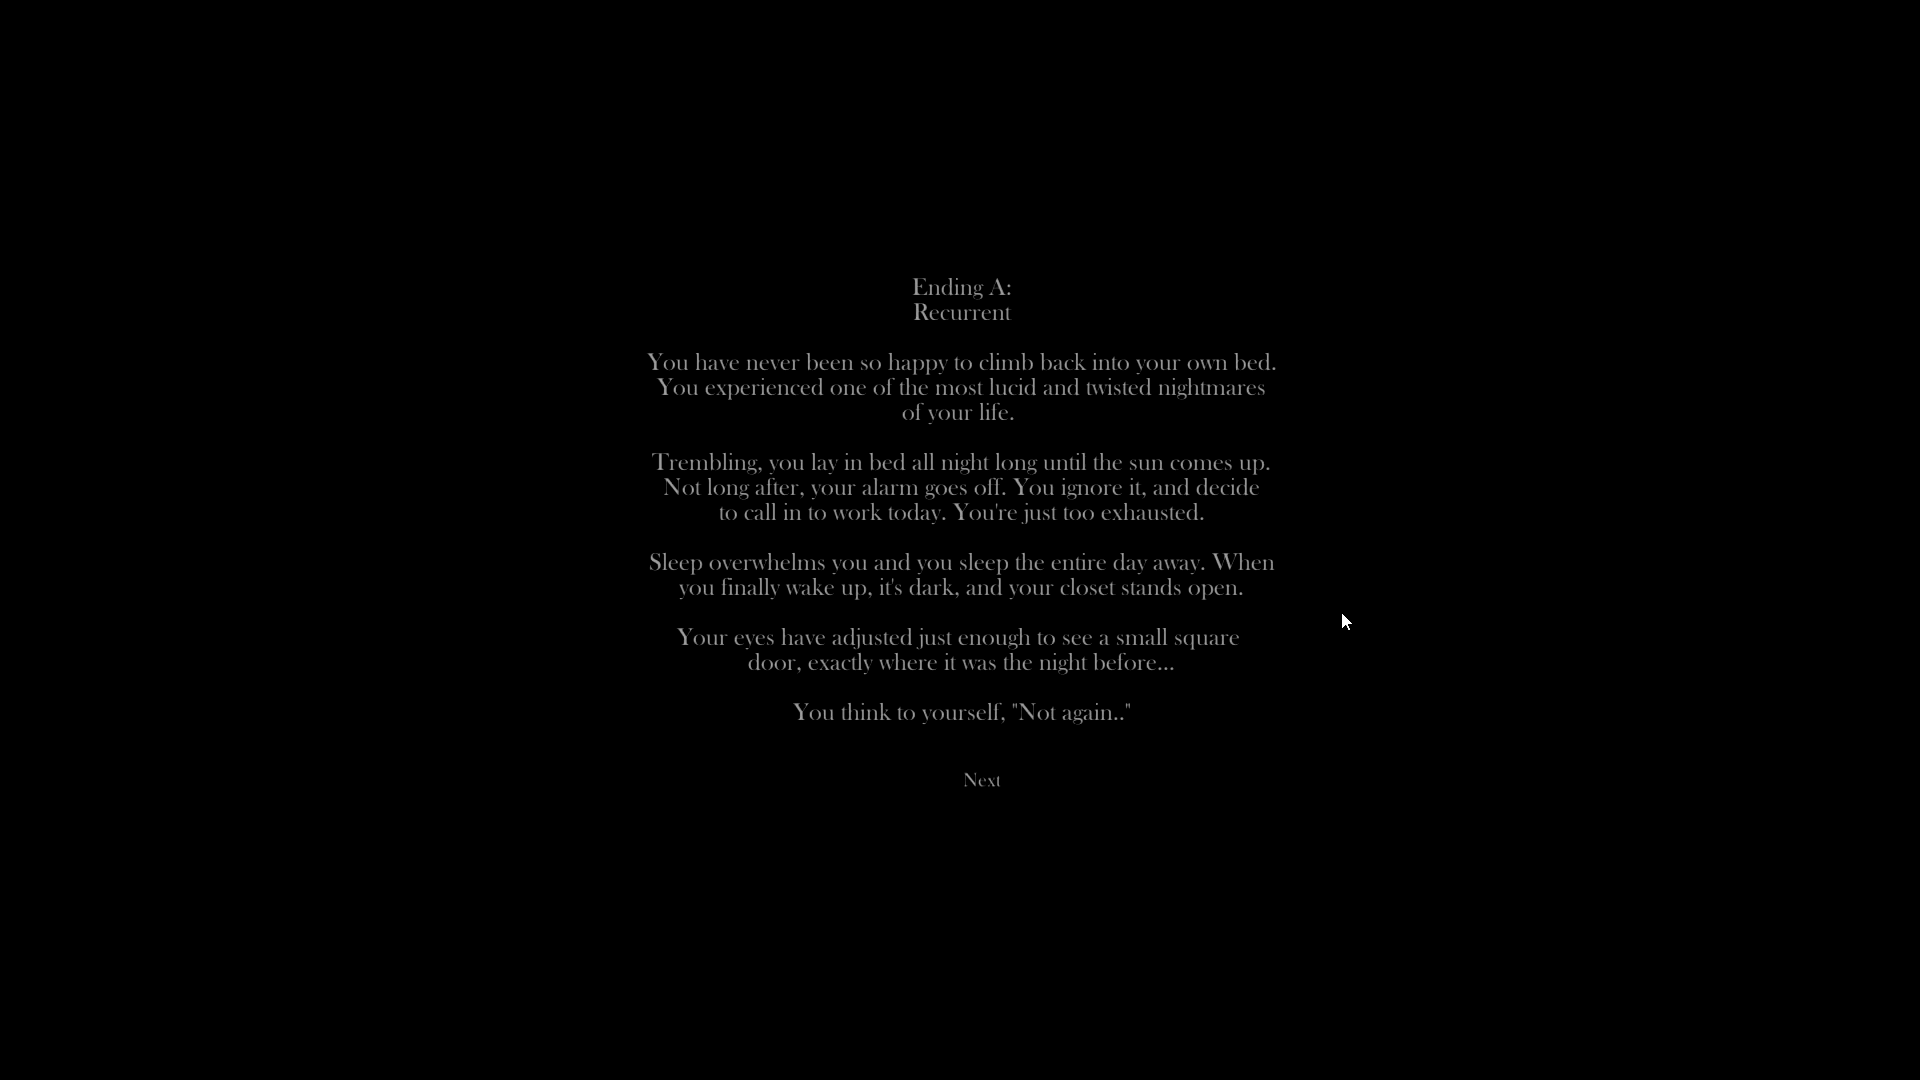 Ending A:
Recurrent
You have never been so happy to climb back into your own bed.
You experienced one of the most lucid and twisted nightmares
of your life.
Trembling, you lay in bed all night long until the sun comes up.
Not long after, your alarm goes off. You ignore it, and decide
to call in to work today. You're just too exhausted.
Sleep overwhelms you and you sleep the entire day away. When
you finally wake up, it's dark, and your closet stands open.
Your eyes have adjusted just enough to see a small square
door, exactly where it was the night before...
You think to yourself, "Not again.."
Next